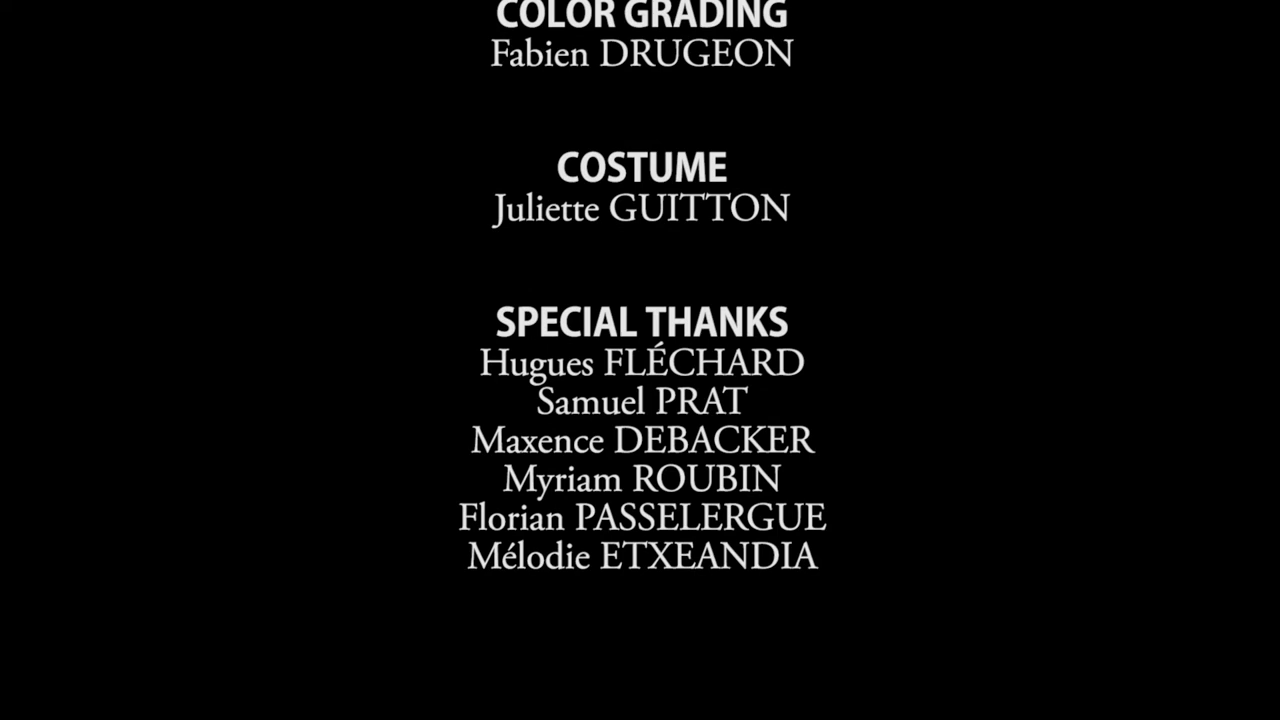 COLOR GRADING
Fabien DRUGEON
COSTUME
Juliette GUITTON
SPECIAL THANKS
Hugues FLÉCHARD
Samuel PRAT
Maxence DEBACKER
Myriam ROUBIN
Florian PASSELERGUE
Mélodie ETXEANDIA